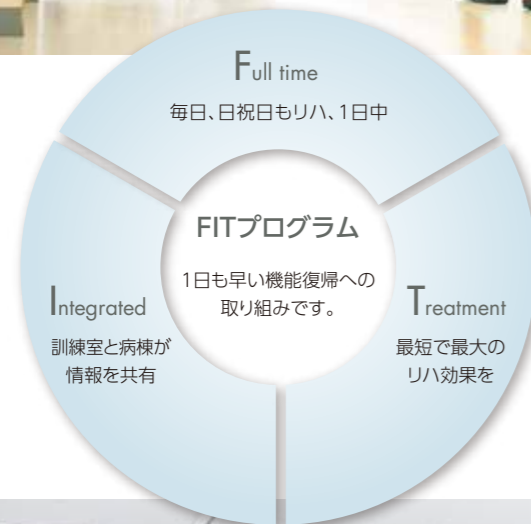 Full time
毎日、日祝日もリハ、1日中
FITプログラム
1日も早い機能復帰への
取り組みです。
Integrated
訓練室と病棟が
情報を共有
Treatment
最短で最大の
リハ効果を